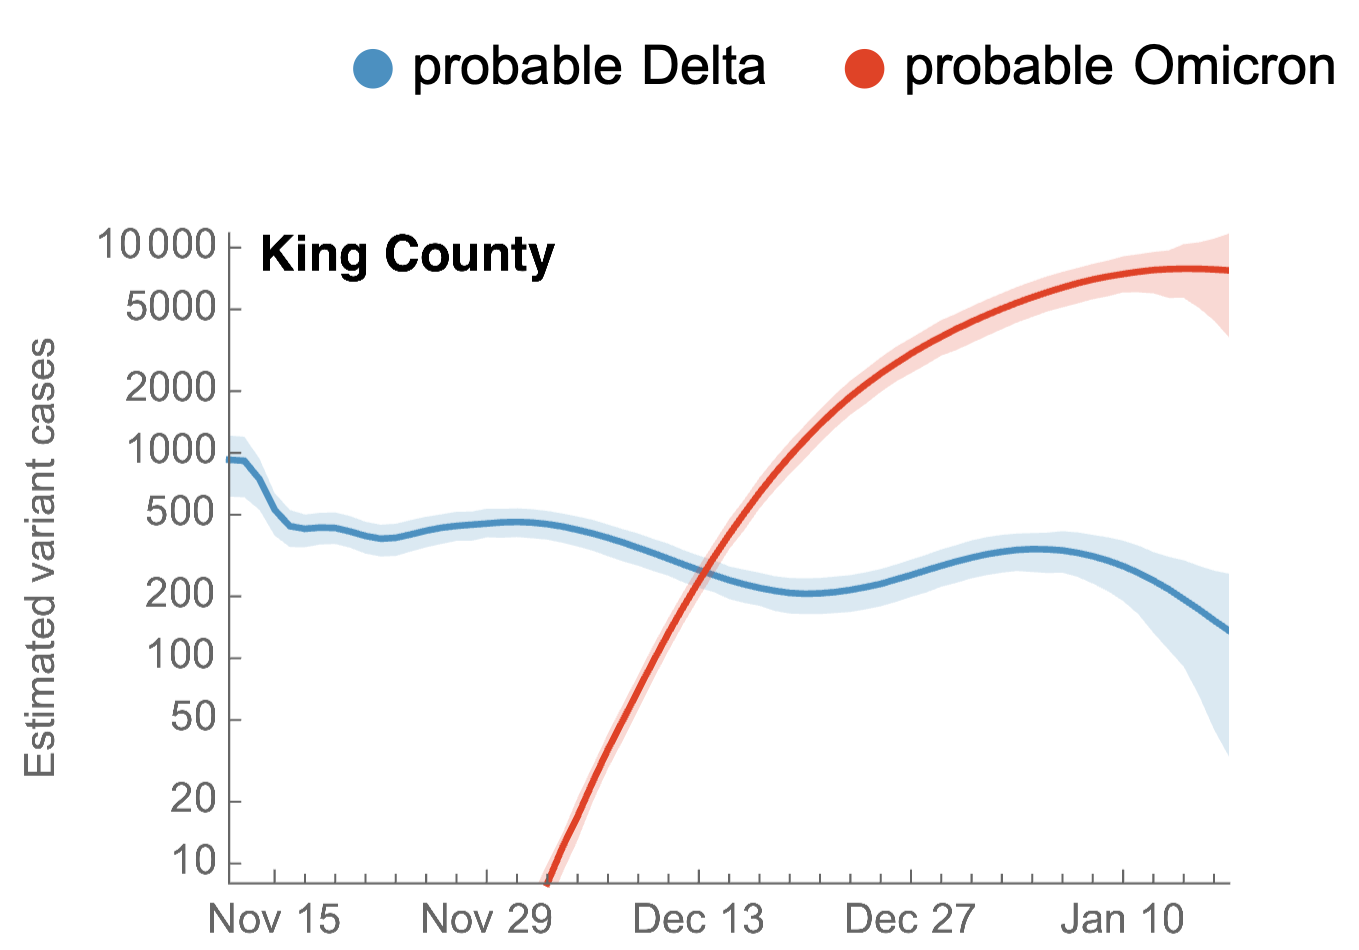 probable Delta probable Omicron
King County
Estimated variant cases
10000
5000
2000
1000
500
200
100
50
20
10
Nov 15 Nov 29 Dec 13 Dec 27 Jan 10